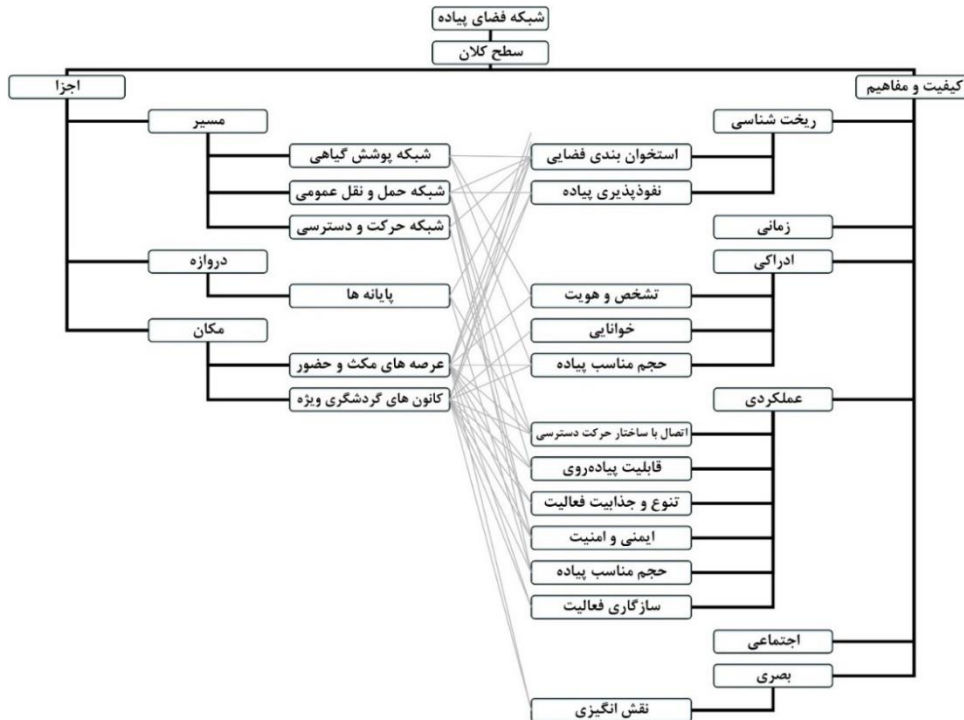 شبکه فضای پیاده
سطح کلان
کیفیت و مفاهیم
ریخت شناسی
استخوان بندی فضایی
نفوذپذیری پیاده
زمانی
ادراکی
تشخص و هویت
خوانایی
حجم مناسب پیاده
عملکردی
اتصال با ساختار حرکت دسترسی
قابلیت پیاده‌روی
تنوع و جذابیت فعالیت
ایمنی و امنیت
حجم مناسب پیاده
سازگاری فعالیت
اجتماعی
بصری
نقش انگیزی
اجزا
مسیر
شبکه پوشش گیاهی
شبکه حمل و نقل عمومی
شبکه حرکت و دسترسی
دروازه
پایانه ها
مکان
عرصه های مکث و حضور
کانون های گردشگری ویژه